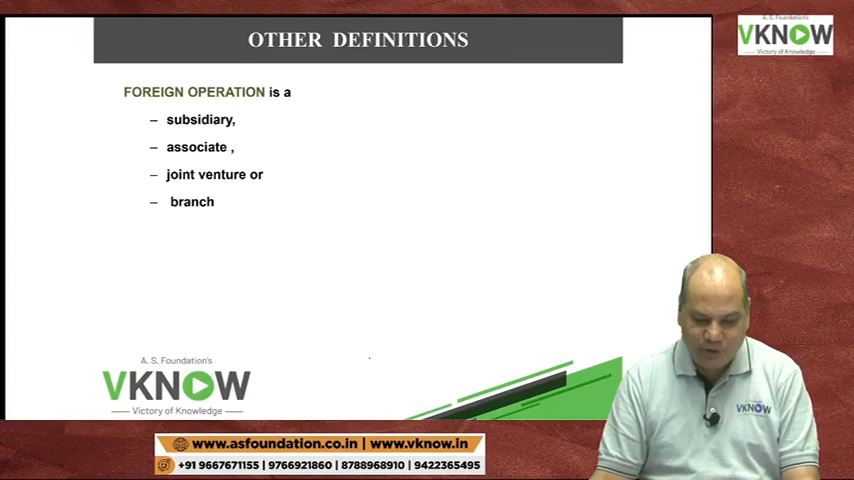 OTHER DEFINITIONS
A. S. Foundation's
VKNOW
Victory of Knowledge
FOREIGN OPERATION is a
– subsidiary,
– associate ,
– joint venture or
– branch
A. S. Foundation's
VKNOW
Victory of Knowledge
VKNOW
www.asfoundation.co.in | www.vknow.in
+91 9667671155 | 9766921860 | 8788968910 | 9422365495